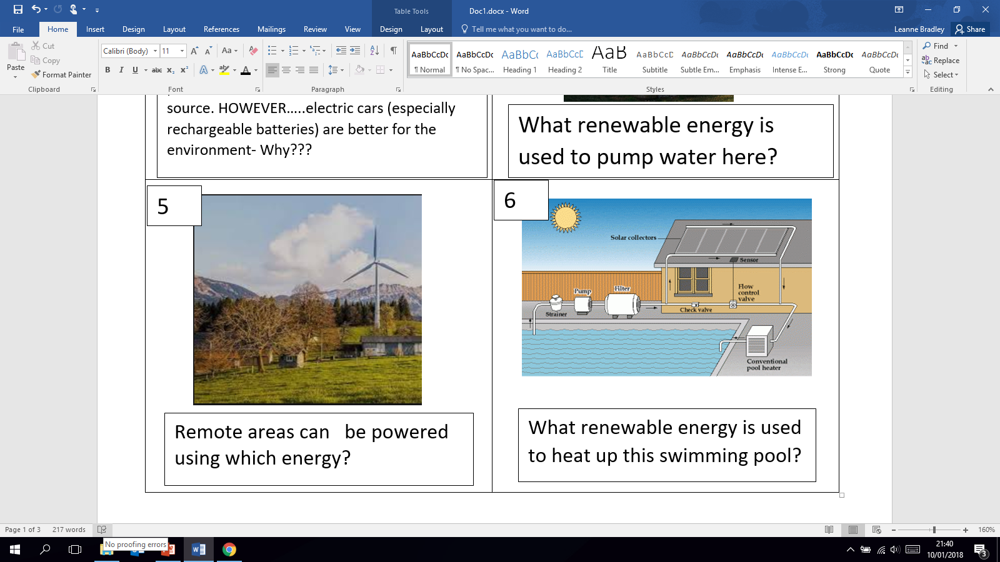 Table Tools
Doc1.docx - Word
File
Home
Insert
Design
Layout
References
Mailings
Review
View
Design
Layout
Tell me what you want to do...
Leanne Bradley
Share
Paste
Cut
Copy
Format Painter
Clipboard
Calibri (Body)
11
Font
Paragraph
AaBbCcDc
¶ Normal
AaBbCcDc
¶ No Spac...
AaBbCc
Heading 1
AaBbCcD
Heading 2
AaB
Title
AaBbCcD
Subtitle
AaBbCcDc
Subtle Em...
AaBbCcDc
Emphasis
AaBbCcDc
Intense E...
AaBbCcDc
Strong
AaBbCcDc
Quote
Styles
Find
Replace
Select
Editing
source. HOWEVER.....electric cars (especially
rechargeable batteries) are better for the
environment- Why???
What renewable energy is
used to pump water here?
5
Remote areas can   be powered
using which energy?
6
Solar collectors
Sensor
Pump
Filter
Flow
control
valve
Strainer
Check valve
Conventional
pool heater
What renewable energy is used
to heat up this swimming pool?
Page 1 of 3
217 words
160%
No proofing errors
21:40
10/01/2018
3